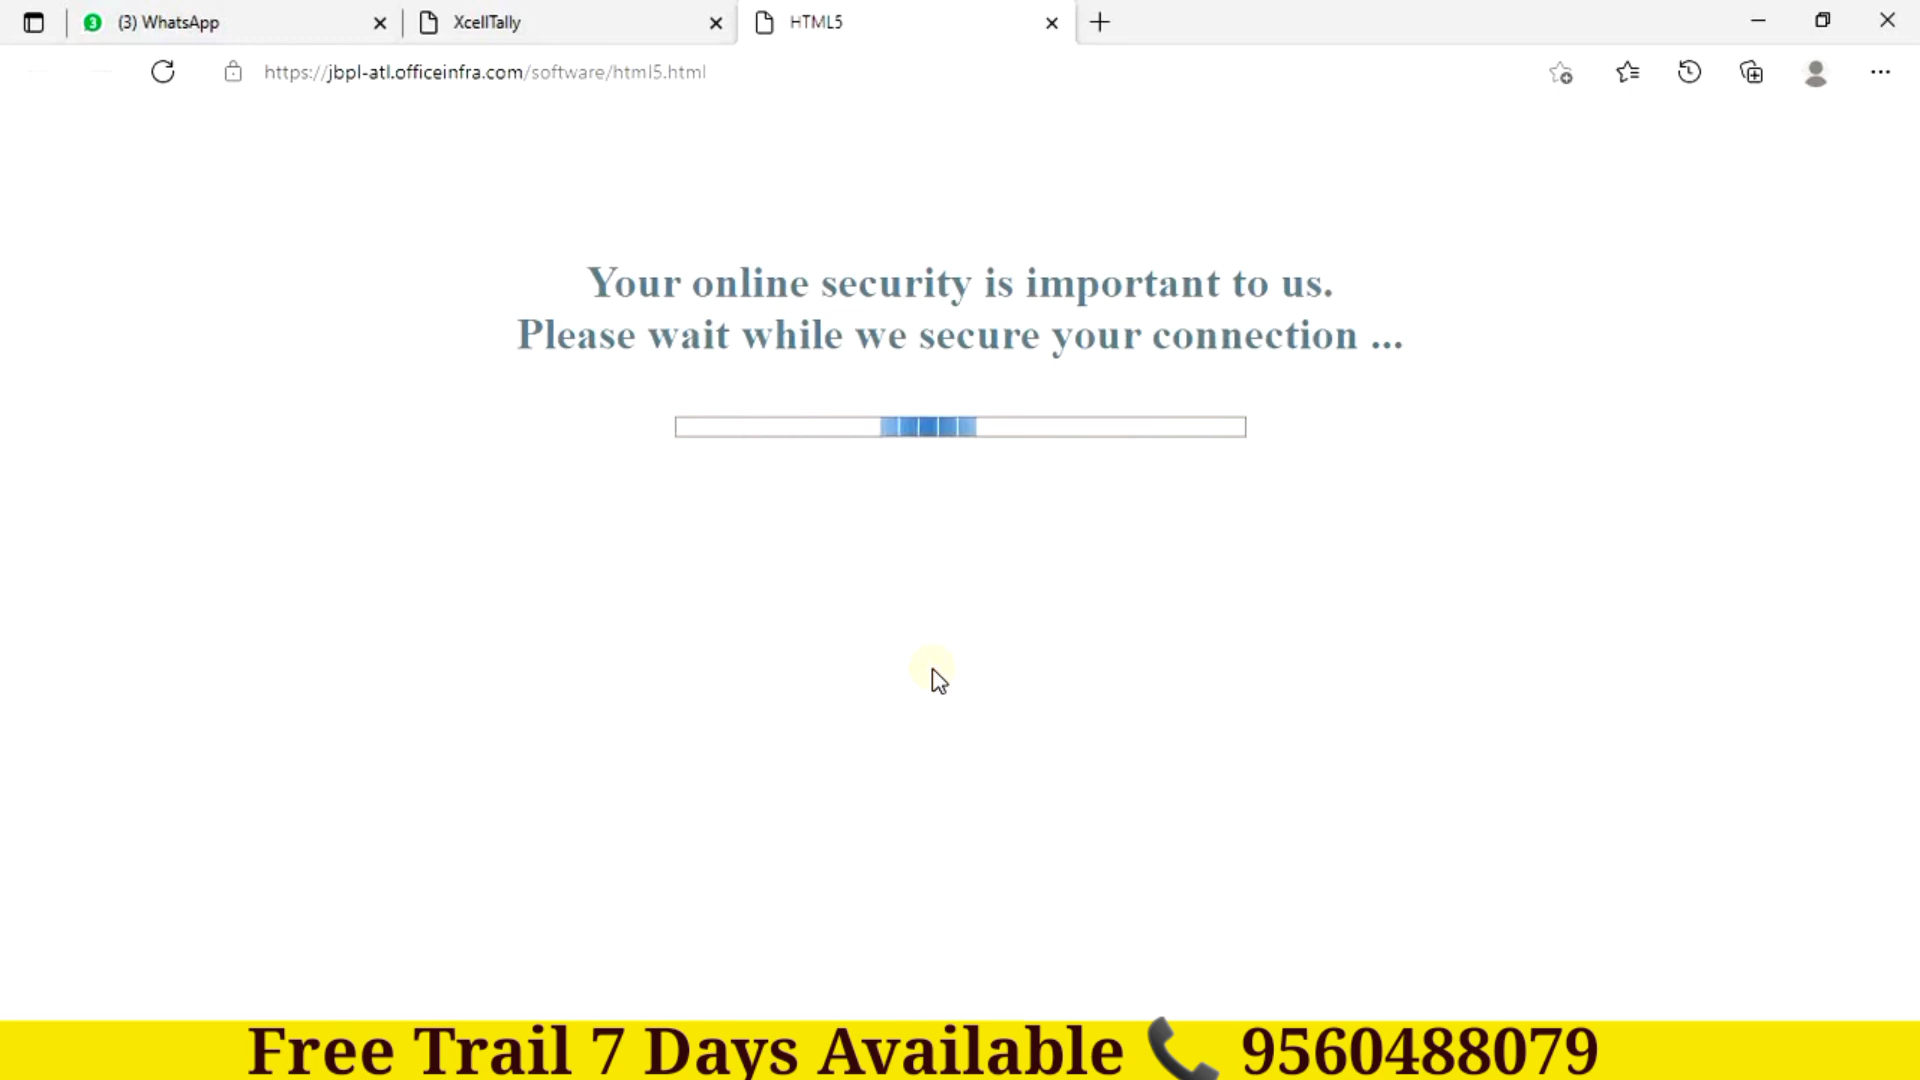 3 (3) WhatsApp
XcellTally
HTML5
https://jbpl-atl.officeinfra.com/software/html5.html
Your online security is important to us.
Please wait while we secure your connection ...
Free Trail 7 Days Available 📞 9560488079